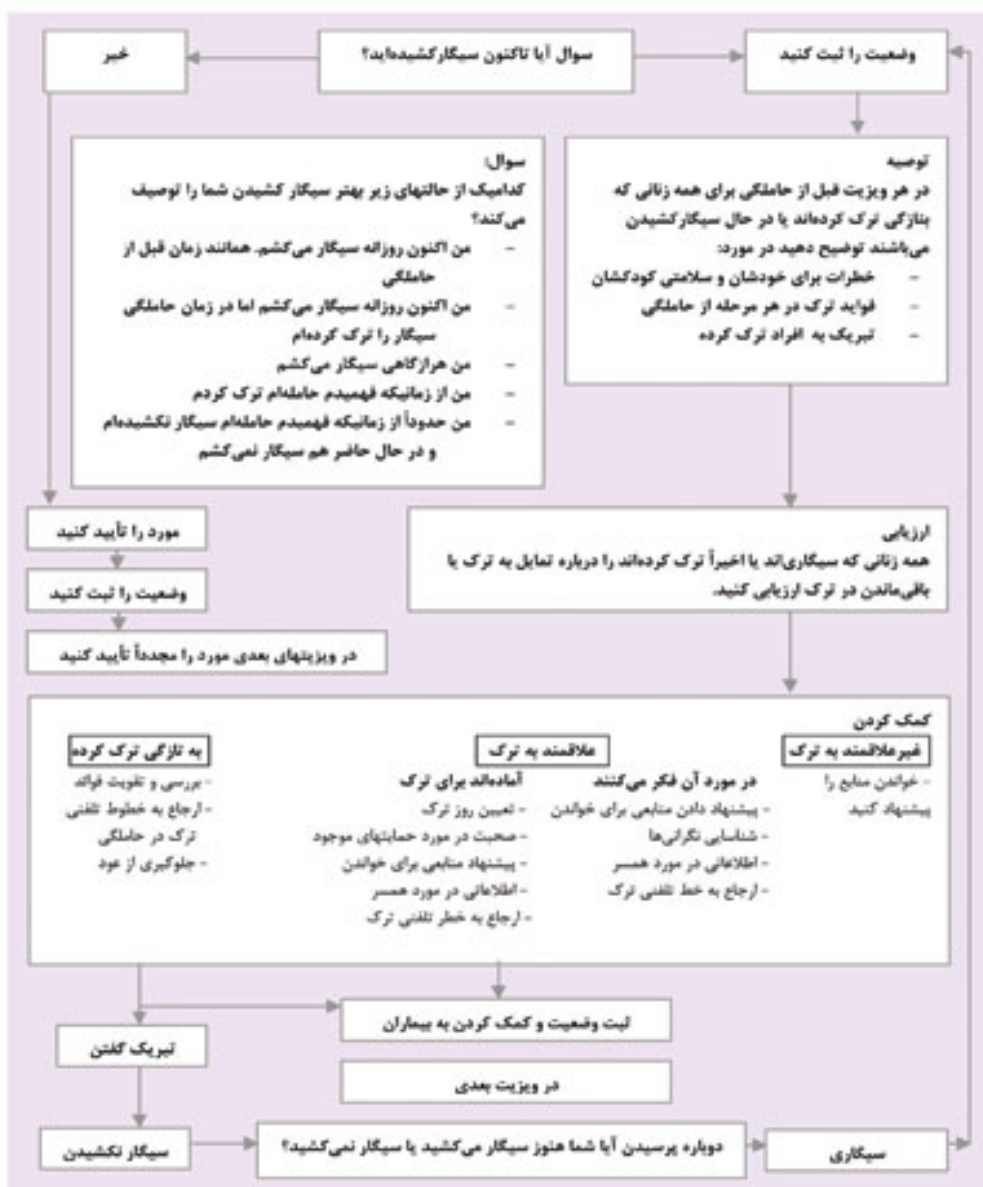 وضعیت را ثبت کنید
سوال آیا تاکنون سیگارکشیده‌اید؟
خیر
توصیه
در هر ویزیت قبل از حاملگی برای همه زنانی که
بتازگی ترک کرده‌اند یا در حال سیگارکشیدن
می‌باشند توضیح دهید در مورد:
- خطرات برای خودشان و سلامتی کودکشان
- فواید ترک در هر مرحله از حاملگی
- تبریک به افراد ترک کرده
سوال:
کدامیک از حالتهای زیر بهتر سیگار کشیدن شما را توصیف
می‌کند؟
- من اکنون روزانه سیگار می‌کشم. همانند زمان قبل از
حاملگی
- من اکنون روزانه سیگار می‌کشم اما در زمان حاملگی
سیگار را ترک کرده‌ام
- من هرازگاهی سیگار می‌کشم
- من از زمانیکه فهمیدم حامله‌ام ترک کردم
- من حدوداً از زمانیکه فهمیدم حامله‌ام سیگار نکشیده‌ام
و در حال حاضر هم سیگار نمی‌کشم
مورد را تأیید کنید
وضعیت را ثبت کنید
در ویزیتهای بعدی مورد را مجدداً تأیید کنید
ارزیابی
همه زنانی که سیگاری‌اند یا اخیراً ترک کرده‌اند را درباره تمایل به ترک یا
باقی‌ماندن در ترک ارزیابی کنید.
کمک کردن
غیرعلاقمند به ترک
- خواندن منابع را
پیشنهاد کنید
علاقمند به ترک
در مورد آن فکر می‌کنند
- پیشنهاد دادن منابعی برای خواندن
- شناسایی نگرانی‌ها
- اطلاعاتی در مورد همسر
- ارجاع به خط تلفنی ترک
آماده‌اند برای ترک
- تعیین روز ترک
- صحبت در مورد حمایتهای موجود
- پیشنهاد منابعی برای خواندن
- اطلاعاتی در مورد همسر
- ارجاع به خطر تلفنی ترک
به تازگی ترک کرده
- بررسی و تقویت فوائد
- ارجاع به خطوط تلفنی
ترک در حاملگی
- جلوگیری از عود
ثبت وضعیت و کمک کردن به بیماران
تبریک گفتن
در ویزیت بعدی
سیگاری
دوباره پرسیدن آیا شما هنوز سیگار می‌کشید یا سیگار نمی‌کشید؟
سیگار نکشیدن